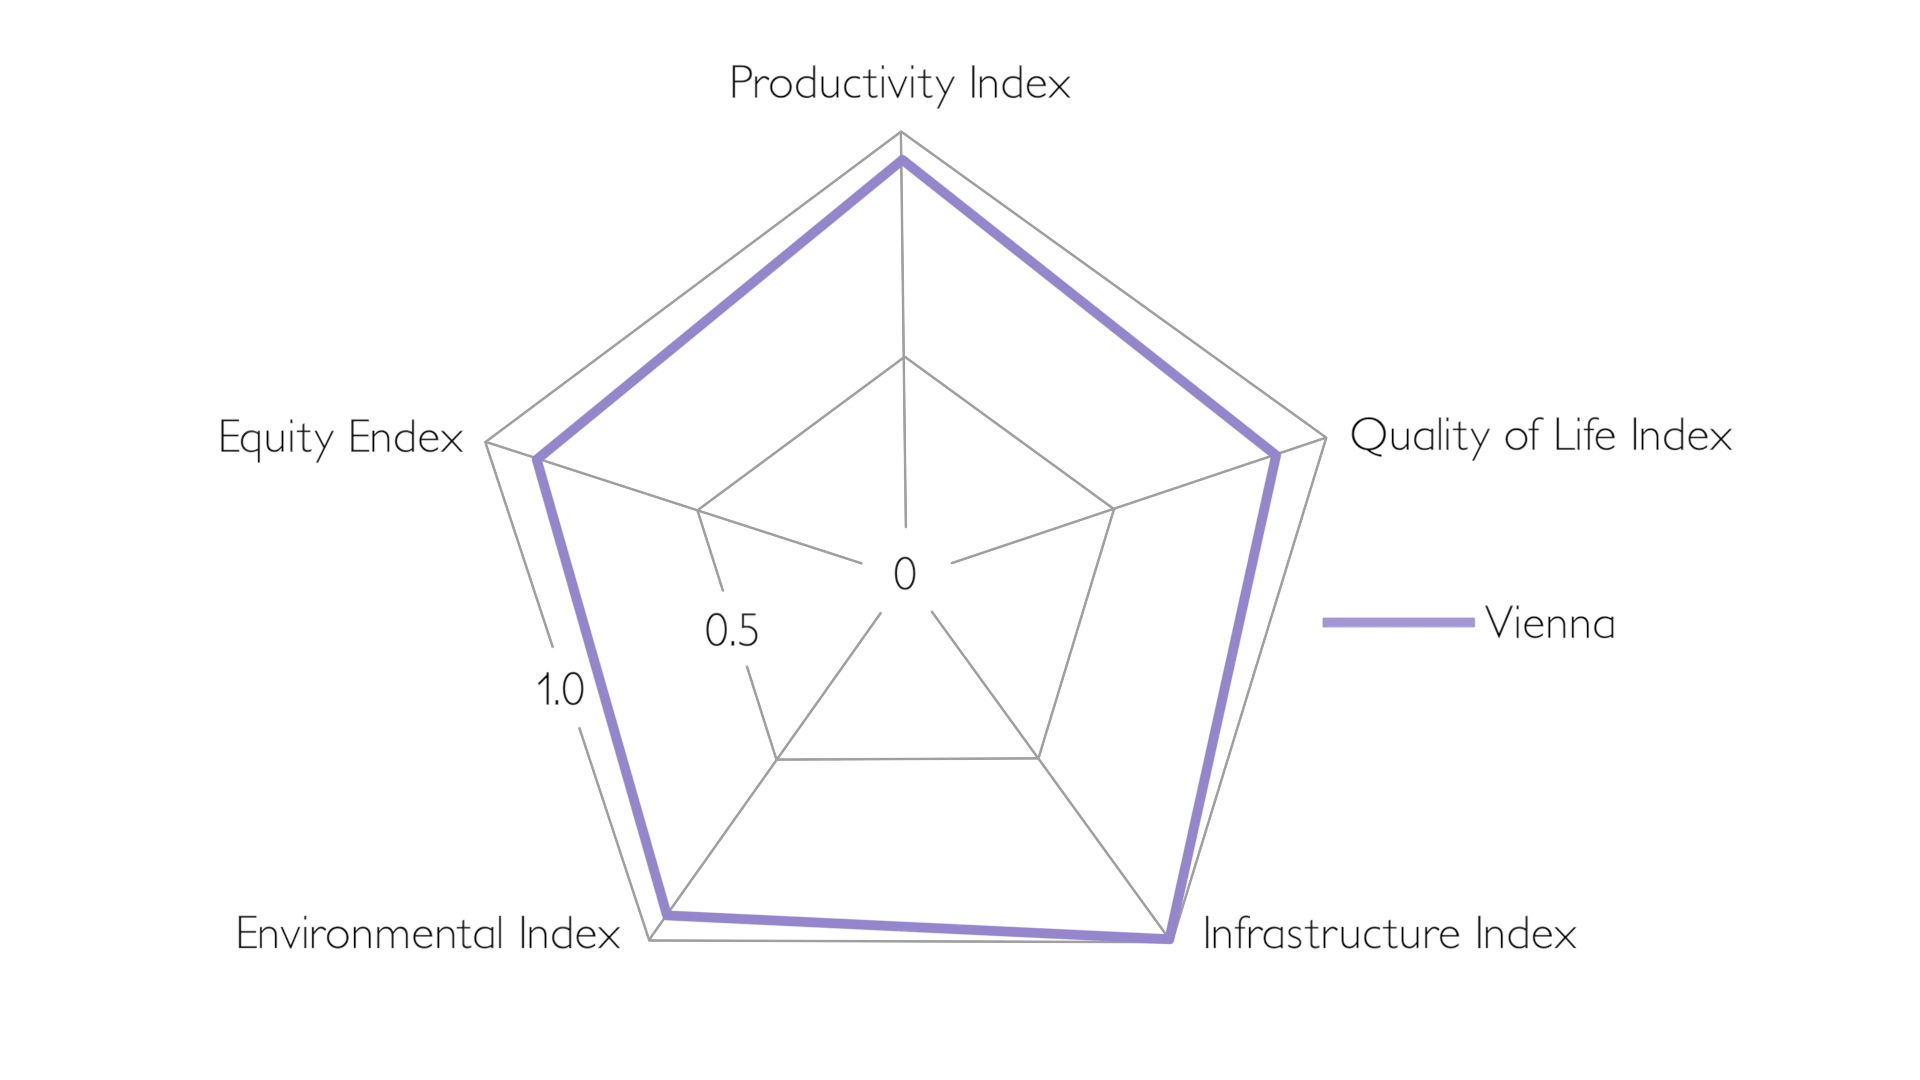 Productivity Index
Equity Endex
Quality of Life Index
0
0.5
Vienna
1.0
Environmental Index
Infrastructure Index